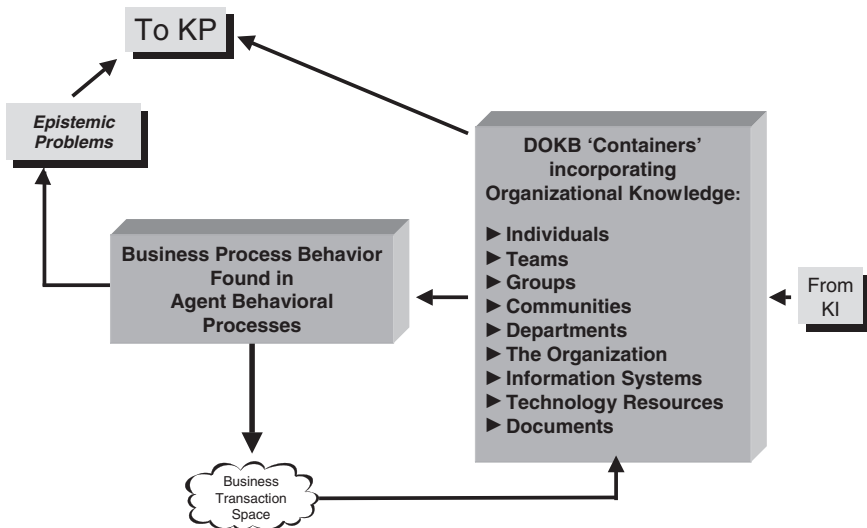 To KP
Epistemic
Problems
DOKB ‘Containers’
incorporating
Organizational Knowledge:
► Individuals
► Teams
► Groups
► Communities
► Departments
► The Organization
► Information Systems
► Technology Resources
► Documents
Business Process Behavior
Found in
Agent Behavioral
Processes
From
KI
Business
Transaction
Space